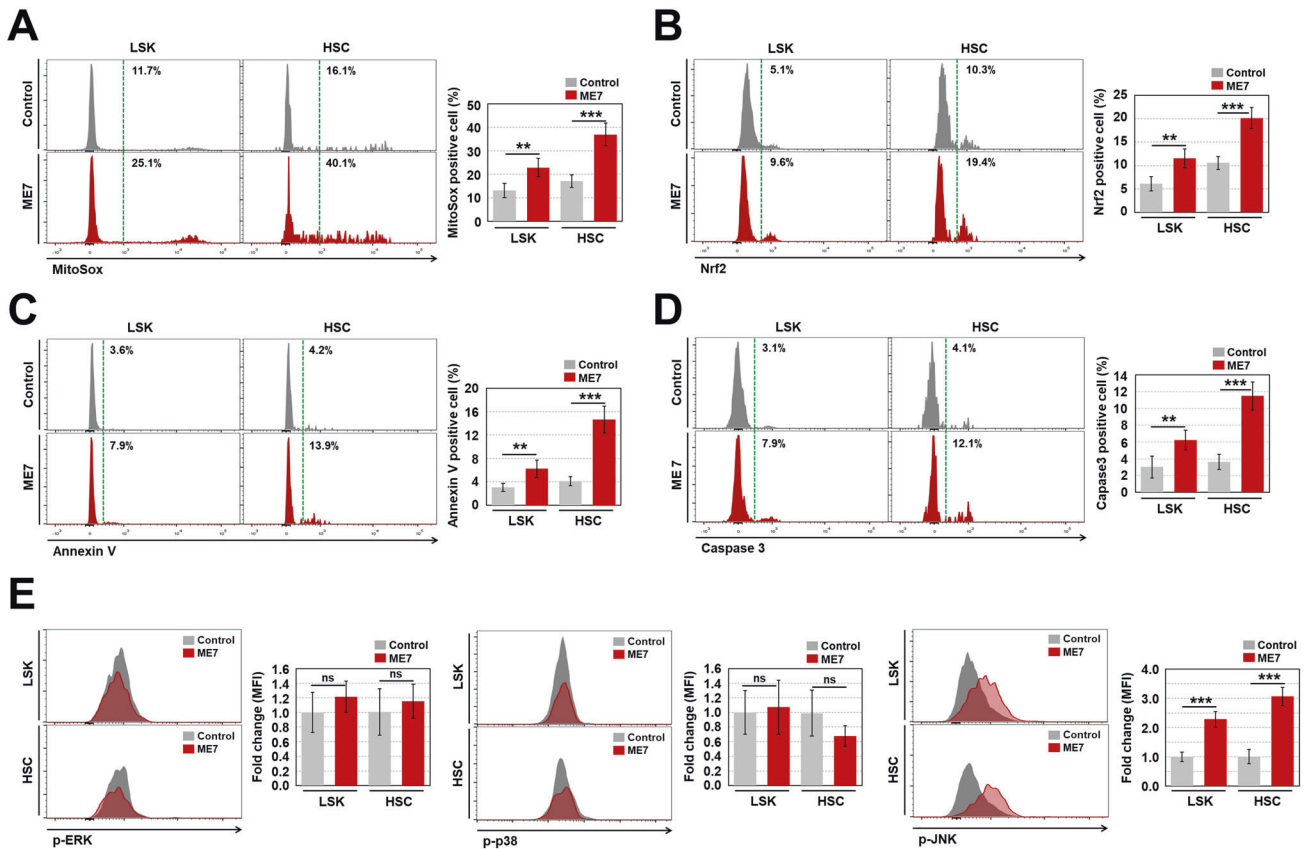 A
LSK
HSC
Control
11.7%
16.1%
ME7
25.1%
40.1%
MitoSox
Control
ME7
MitoSox positive cell (%)
50
40
30
20
10
0
**
***
LSK
HSC
B
LSK
HSC
Control
5.1%
10.3%
ME7
9.6%
19.4%
Nrf2
Control
ME7
Nrf2 positive cell (%)
25
20
15
10
5
0
**
***
LSK
HSC
C
LSK
HSC
Control
3.6%
4.2%
ME7
7.9%
13.9%
Annexin V
Control
ME7
Annexin V positive cell (%)
20
16
12
8
4
0
**
***
LSK
HSC
D
LSK
HSC
Control
3.1%
4.1%
ME 7
7.9%
12.1%
Caspase 3
Control
ME7
Capase3 positive cell (%)
14
12
10
8
6
4
2
0
**
***
LSK
HSC
E
LSK
Control
ME7
HSC
Control
ME7
p-ERK
Control
ME7
Fold change (MFI)
1.6
1.4
1.2
1.0
0.8
0.6
0.4
0.2
0.0
ns
ns
LSK
HSC
LSK
Control
ME7
HSC
Control
ME7
p-p38
Control
ME7
Fold change (MFI)
1.6
1.4
1.2
1.0
0.8
0.6
0.4
0.2
0.0
ns
ns
LSK
HSC
LSK
Control
ME7
HSC
Control
ME7
p-JNK
Control
ME7
Fold change (MFI)
4.0
3.0
2.0
1.0
0.0
***
***
LSK
HSC